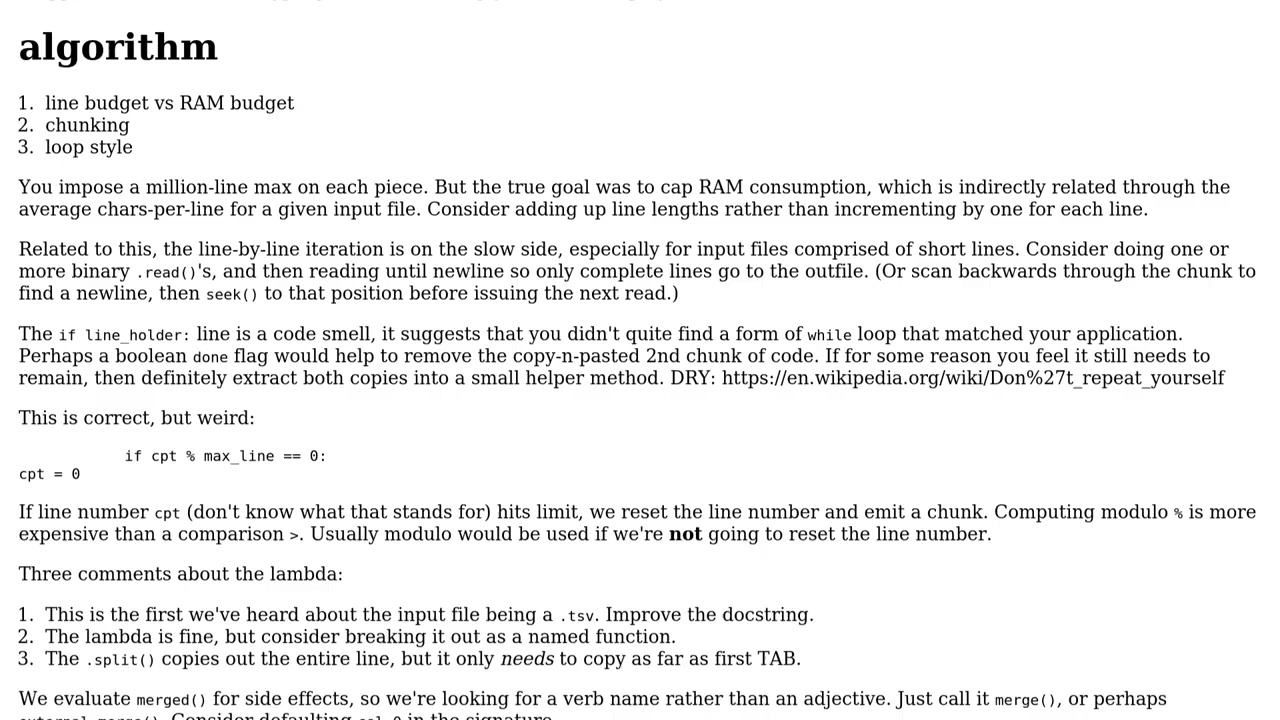 algorithm
1. line budget vs RAM budget
2. chunking
3. loop style
You impose a million-line max on each piece. But the true goal was to cap RAM consumption, which is indirectly related through the
average chars-per-line for a given input file. Consider adding up line lengths rather than incrementing by one for each line.
Related to this, the line-by-line iteration is on the slow side, especially for input files comprised of short lines. Consider doing one or
more binary .read()'s, and then reading until newline so only complete lines go to the outfile. (Or scan backwards through the chunk to
find a newline, then seek() to that position before issuing the next read.)
The if line_holder: line is a code smell, it suggests that you didn't quite find a form of while loop that matched your application.
Perhaps a boolean done flag would help to remove the copy-n-pasted 2nd chunk of code. If for some reason you feel it still needs to
remain, then definitely extract both copies into a small helper method. DRY: https://en.wikipedia.org/wiki/Don%27t_repeat_yourself
This is correct, but weird:
if cpt % max_line == 0:
cpt = 0
If line number cpt (don't know what that stands for) hits limit, we reset the line number and emit a chunk. Computing modulo % is more
expensive than a comparison >. Usually modulo would be used if we're not going to reset the line number.
Three comments about the lambda:
1. This is the first we've heard about the input file being a .tsv. Improve the docstring.
2. The lambda is fine, but consider breaking it out as a named function.
3. The .split() copies out the entire line, but it only needs to copy as far as first TAB.
We evaluate merged() for side effects, so we're looking for a verb name rather than an adjective. Just call it merge(), or perhaps
external_merge(). Consider defaulting col=0 in the signature.